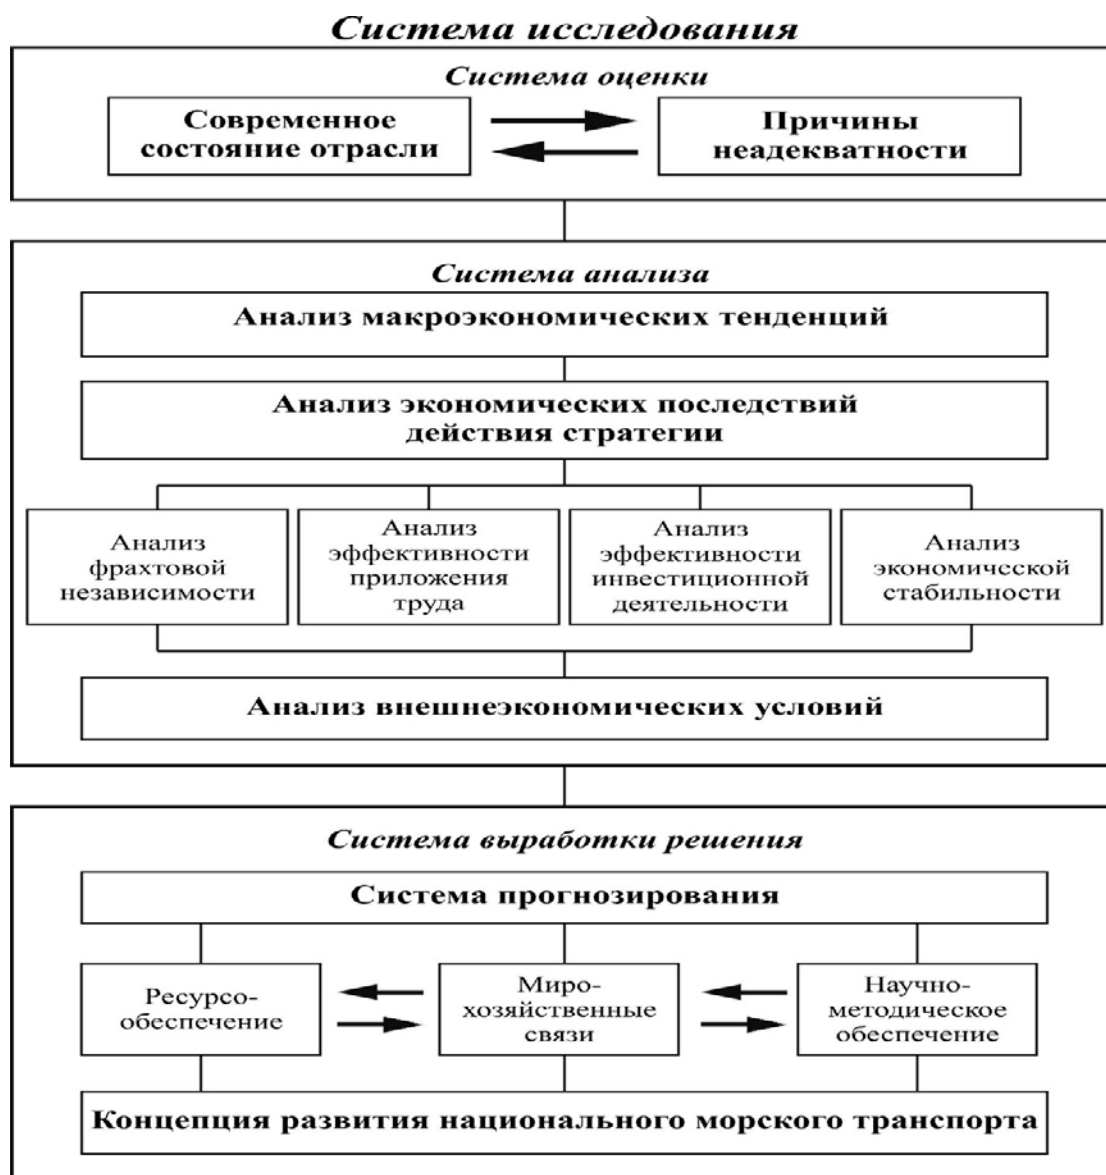 Система исследования
Система оценки
Современное
состояние отрасли
Причины
неадекватности
Система анализа
Анализ макроэкономических тенденций
Анализ экономических последствий
действия стратегии
Анализ
фрахтовой
независимости
Анализ
эффективности
приложения
труда
Анализ
эффективности
инвестиционной
деятельности
Анализ
экономической
стабильности
Анализ внешнеэкономических условий
Система выработки решения
Система прогнозирования
Ресурсо-
обеспечение
Миро-
хозяйственные
связи
Научно-
методическое
обеспечение
Концепция развития национального морского транспорта